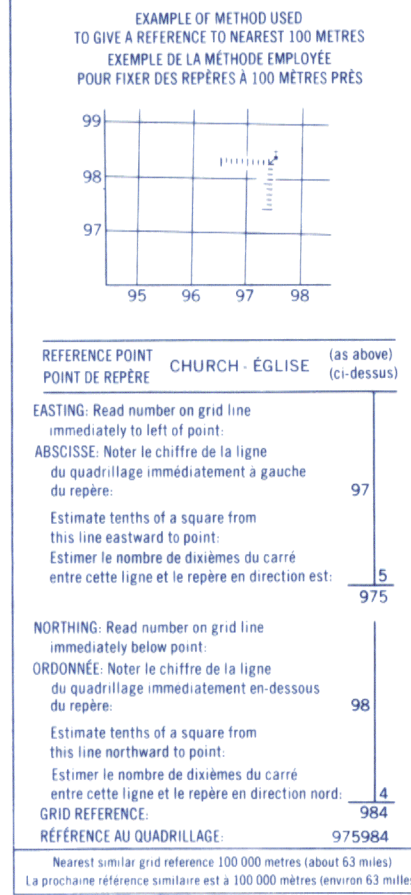 EXAMPLE OF METHOD USED
TO GIVE A REFERENCE TO NEAREST 100 METRES
EXEMPLE DE LA MÉTHODE EMPLOYÉE
POUR FIXER DES REPÈRES À 100 MÈTRES PRÈS
99
98
97
95 96 97 98
REFERENCE POINT CHURCH - ÉGLISE (as above)
POINT DE REPÈRE (ci-dessus)
EASTING: Read number on grid line
immediately to left of point:
ABSCISSE: Noter le chiffre de la ligne
du quadrillage immédiatement à gauche
du repère: 97
Estimate tenths of a square from
this line eastward to point:
Estimer le nombre de dixièmes du carré
entre cette ligne et le repère en direction est: 5
975
NORTHING: Read number on grid line
immediately below point:
ORDONNÉE: Noter le chiffre de la ligne
du quadrillage immédiatement en-dessous
du repère: 98
Estimate tenths of a square from
this line northward to point:
Estimer le nombre de dixièmes du carré
entre cette ligne et le repère en direction nord: 4
GRID REFERENCE: 984
RÉFÉRENCE AU QUADRILLAGE: 975984
Nearest similar grid reference 100 000 metres (about 63 miles)
La prochaine référence similaire est à 100 000 mètres (environ 63 milles